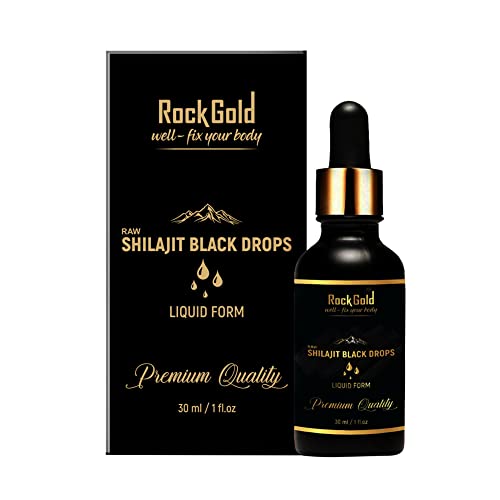 RockGold
well-fix your body
RAW
SHILAJIT BLACK DROPS
LIQUID FORM
Premium Quality
30 ml / 1 fl.oz
RockGold
well-fix your body
RAW
SHILAJIT BLACK DROPS
LIQUID FORM
Premium Quality
30 ml / 1 fl.oz